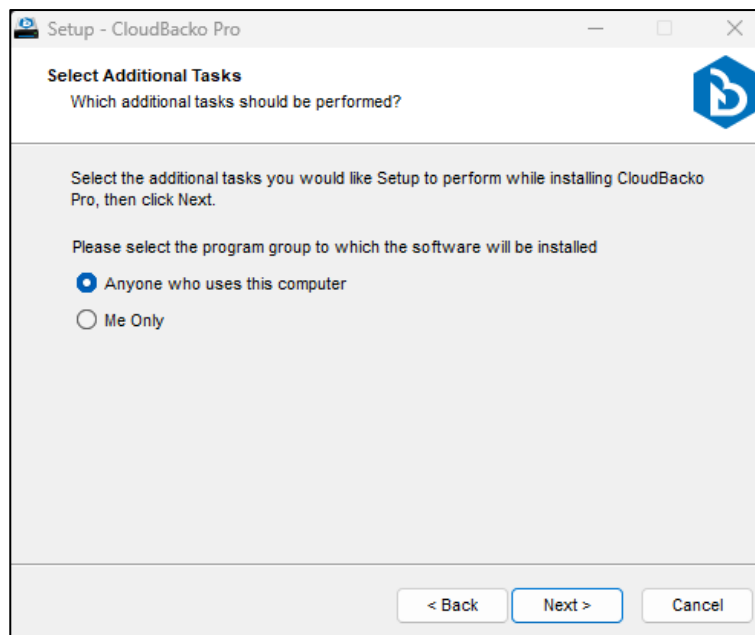 Setup - CloudBacko Pro
Select Additional Tasks
Which additional tasks should be performed?
Select the additional tasks you would like Setup to perform while installing CloudBacko
Pro, then click Next.
Please select the program group to which the software will be installed
Anyone who uses this computer
Me Only
< Back
Next >
Cancel